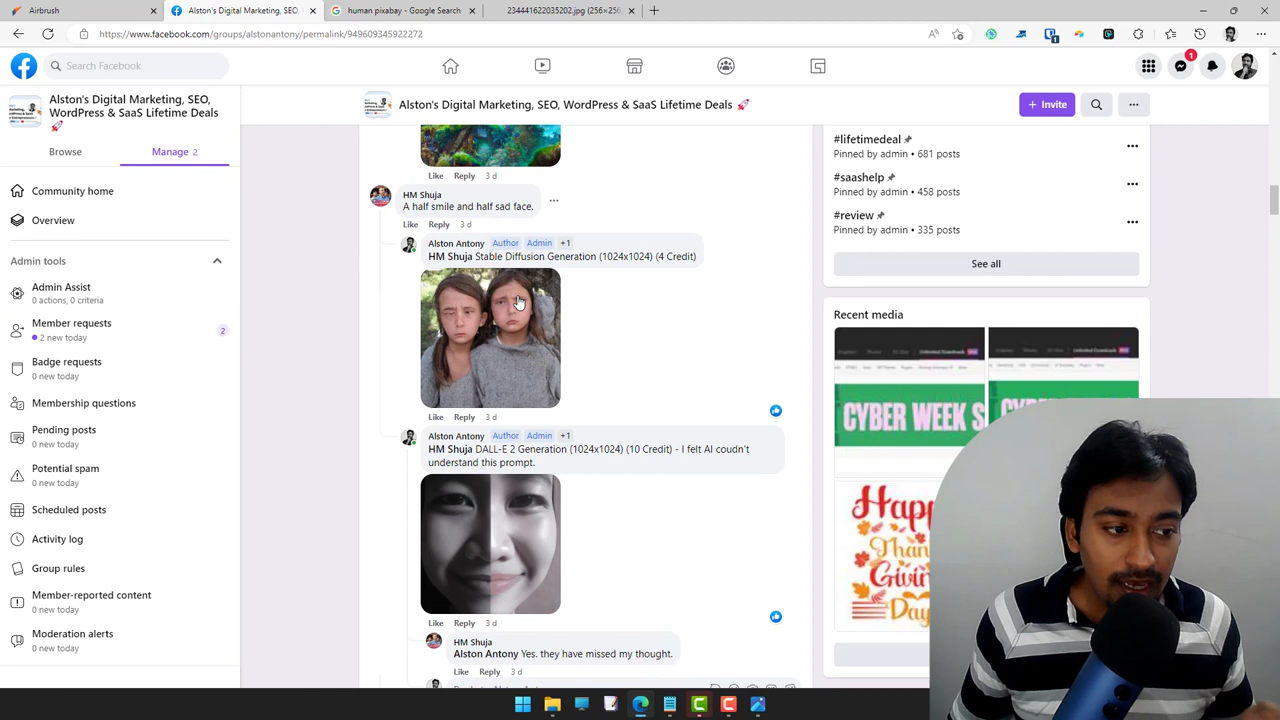 Airbrush
Alston's Digital Marketing, SEO,
human pixabay - Google Search
234441622035202.jpg (256×256
https://www.facebook.com/groups/alstonantony/permalink/949609345922272
Search Facebook
1
Alston's Digital Marketing, SEO,
WordPress & SaaS Lifetime Deals
🚀
Browse
Manage 2
Community home
Overview
Admin tools
Admin Assist
0 actions, 0 criteria
Member requests
2 new today
2
Badge requests
0 new today
Membership questions
Pending posts
0 new today
Potential spam
0 new today
Scheduled posts
Activity log
Group rules
Member-reported content
0 new today
Moderation alerts
0 new today
Alston's Digital Marketing, SEO, WordPress & SaaS Lifetime Deals 🚀
+ Invite
Like Reply 3 d
HM Shuja
A half smile and half sad face.
Like Reply 3 d
Alston Antony Author Admin +1
HM Shuja Stable Diffusion Generation (1024x1024) (4 Credit)
Like Reply 3 d
Alston Antony Author Admin +1
HM Shuja DALL-E 2 Generation (1024x1024) (10 Credit) - I felt AI coudn't
understand this prompt.
Like Reply 3 d
HM Shuja
Alston Antony Yes. they have missed my thought.
Like Reply 3 d
#lifetimedeal
Pinned by admin • 681 posts
#saashelp
Pinned by admin • 458 posts
#review
Pinned by admin • 335 posts
See all
Recent media
CYBER WEEK S
CYBER WEEK
Happ
Than
Givin
Day